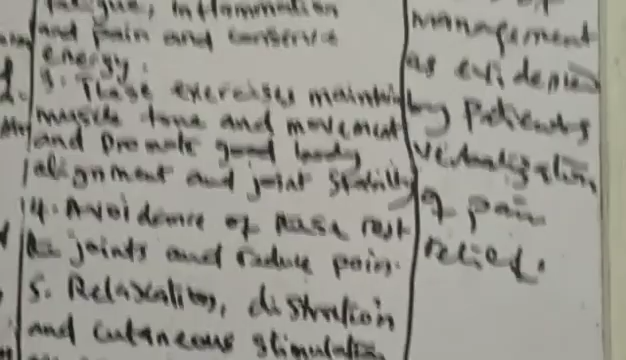 inflammation
and pain and conserve
energy.
3. These exercises maintain
muscle tone and movement
and promote good body
alignment and joint stability
4. Avoidance of rest
joints and reduce pain.
5. Relaxation, distraction
and cutaneous stimulation
management
as evidenced
by patients
verbalization
of pain
relief.